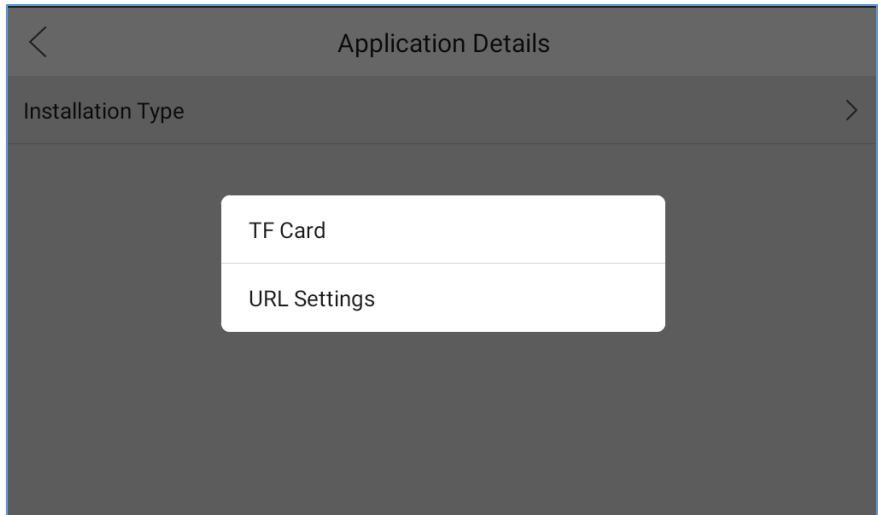 Application Details
Installation Type
TF Card
URL Settings